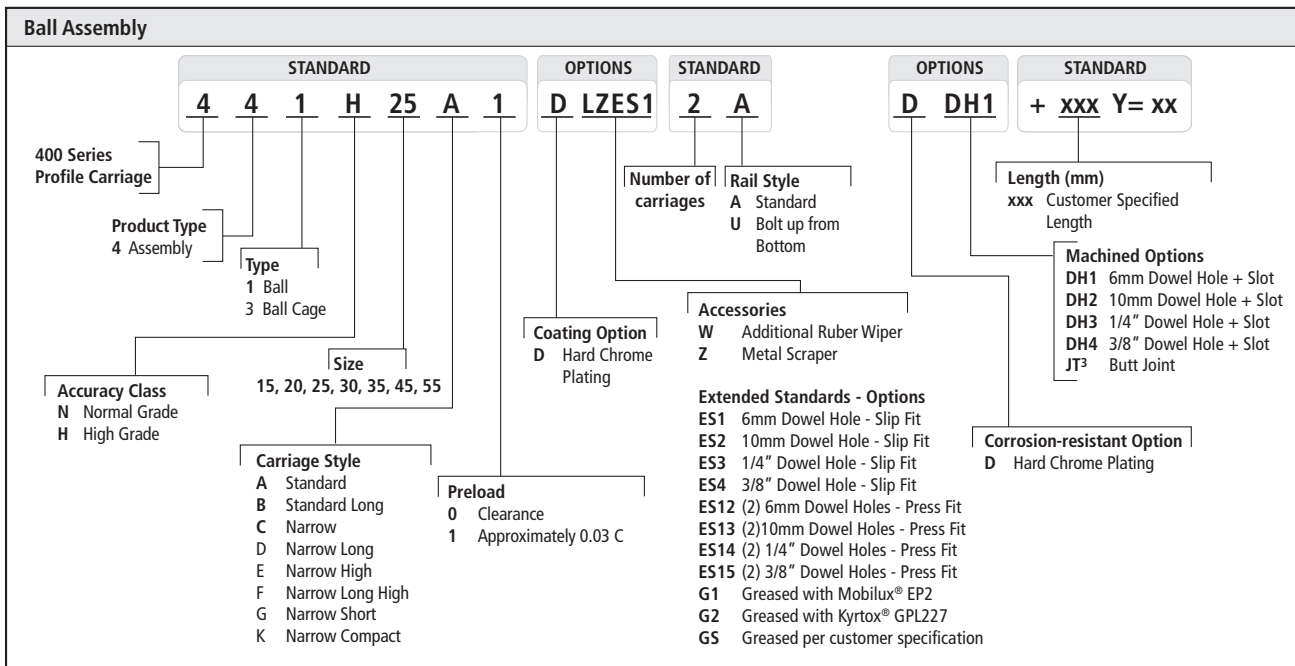 Ball Assembly
STANDARD OPTIONS STANDARD OPTIONS STANDARD
4 4 1 H 25 A 1 D LZES1 2 A D DH1 + xxx Y= xx
400 Series
Profile Carriage
Product Type
4 Assembly
Type
1 Ball
3 Ball Cage
Accuracy Class
N Normal Grade
H High Grade
Size
15, 20, 25, 30, 35, 45, 55
Carriage Style
A Standard
B Standard Long
C Narrow
D Narrow Long
E Narrow High
F Narrow Long High
G Narrow Short
K Narrow Compact
Preload
0 Clearance
1 Approximately 0.03 C
Coating Option
D Hard Chrome
Plating
Number of
carriages
Rail Style
A Standard
U Bolt up from
Bottom
Accessories
W Additional Ruber Wiper
Z Metal Scraper
Extended Standards - Options
ES1 6mm Dowel Hole - Slip Fit
ES2 10mm Dowel Hole - Slip Fit
ES3 1/4″ Dowel Hole - Slip Fit
ES4 3/8″ Dowel Hole - Slip Fit
ES12 (2) 6mm Dowel Holes - Press Fit
ES13 (2)10mm Dowel Holes - Press Fit
ES14 (2) 1/4″ Dowel Holes - Press Fit
ES15 (2) 3/8″ Dowel Holes - Press Fit
G1 Greased with Mobilux® EP2
G2 Greased with Kyrtox® GPL227
GS Greased per customer specification
Length (mm)
xxx Customer Specified
Length
Machined Options
DH1 6mm Dowel Hole + Slot
DH2 10mm Dowel Hole + Slot
DH3 1/4″ Dowel Hole + Slot
DH4 3/8″ Dowel Hole + Slot
JT³ Butt Joint
Corrosion-resistant Option
D Hard Chrome Plating